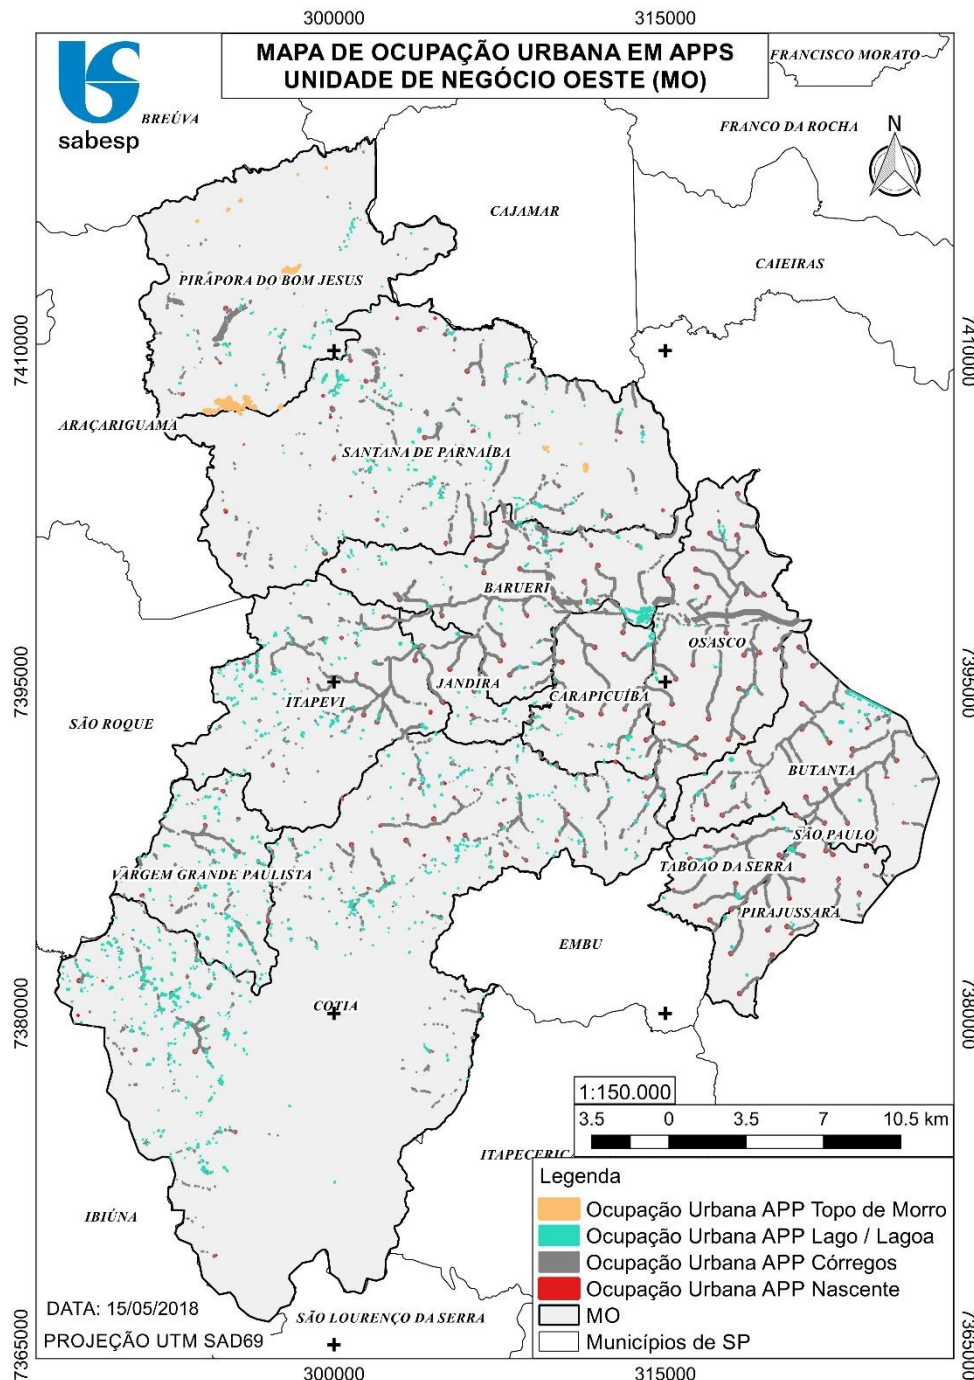 300000
315000
MAPA DE OCUPAÇÃO URBANA EM APPS
UNIDADE DE NEGÓCIO OESTE (MO)
FRANCISCO MORATO
sabesp
BREÚVA
FRANCO DA ROCHA
N
CAJAMAR
CAIEIRAS
PIRAPORA DO BOM JESUS
7410000
7410000
ARAÇARIGUAMA
SANTANA DE PARNAÍBA
BARUERI
OSASCO
7395000
7395000
JANDIRA
ITAPEVI
CARAPICUÍBA
SÃO ROQUE
BUTANTA
SÃO PAULO
TABOAO DA SERRA
VARGEM GRANDE PAULISTA
PIRAJUSSARA
EMBU
COTIA
7380000
7380000
1:150.000
3.5 0 3.5 7 10.5 km
ITAPECERICA
Legenda
Ocupação Urbana APP Topo de Morro
Ocupação Urbana APP Lago / Lagoa
Ocupação Urbana APP Córregos
Ocupação Urbana APP Nascente
MO
Municípios de SP
IBIÚNA
DATA: 15/05/2018
SÃO LOURENÇO DA SERRA
PROJEÇÃO UTM SAD69
7365000
7365000
300000
315000